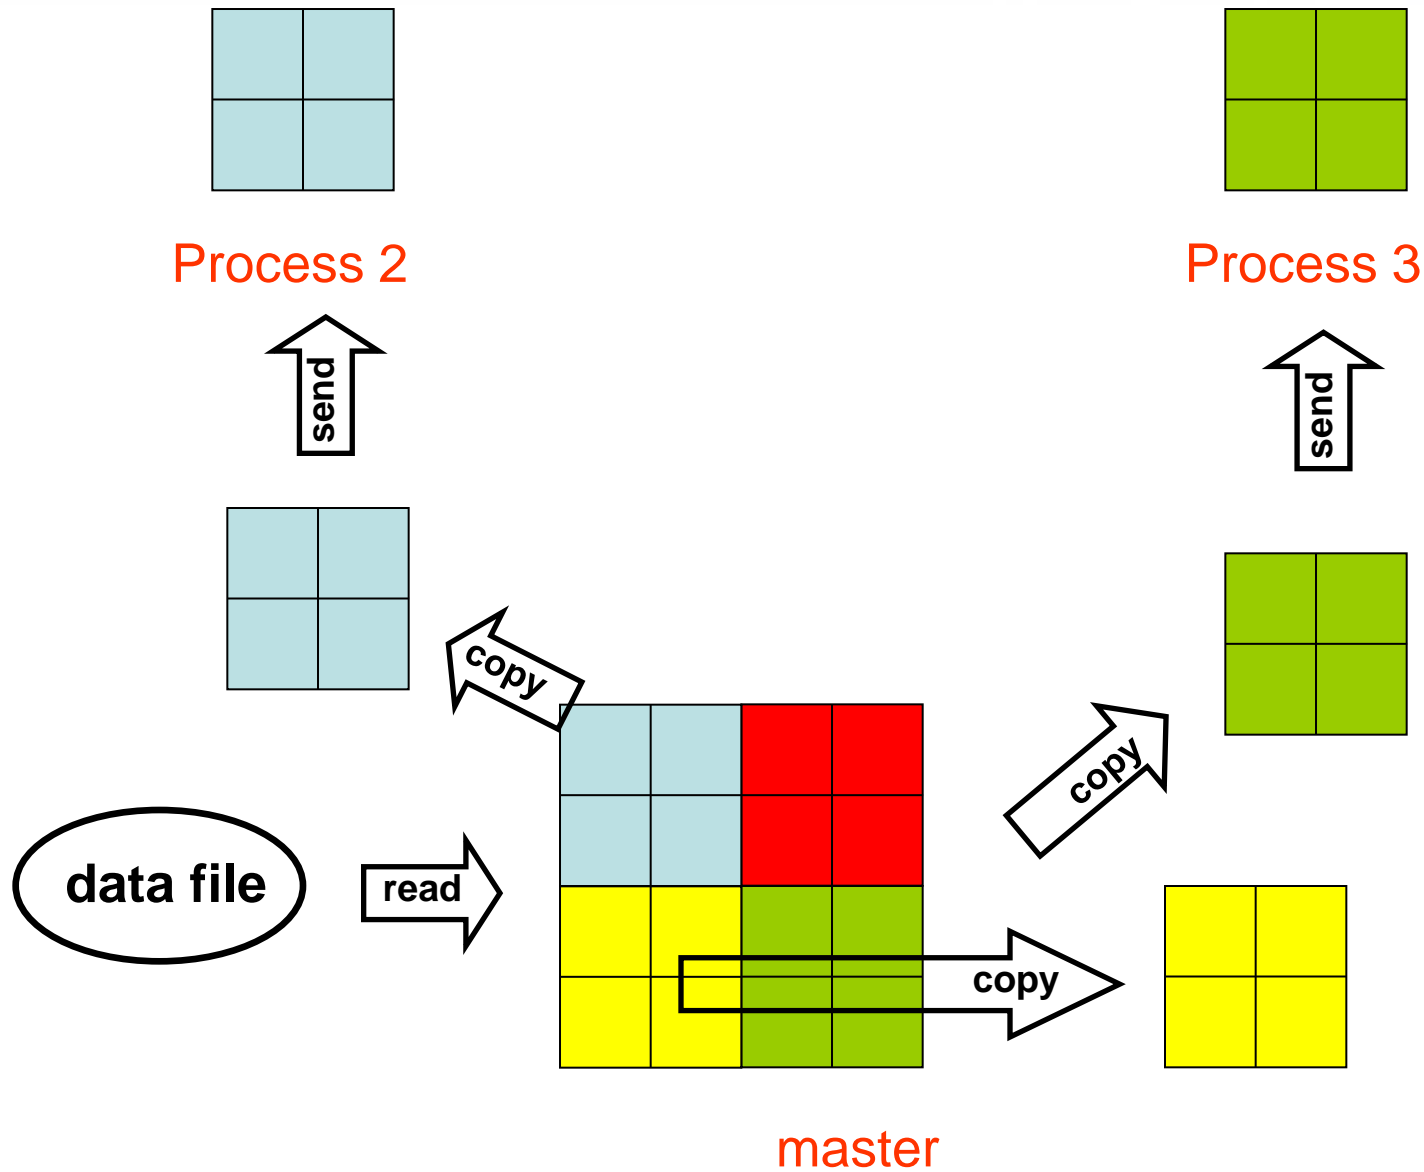 Process 2
Process 3
send
send
copy
copy
data file
read
copy
master